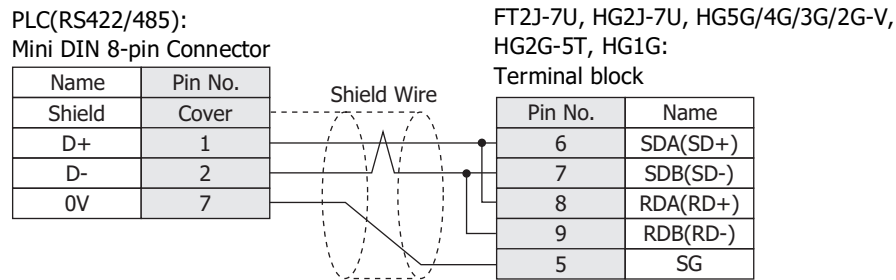 PLC(RS422/485):
Mini DIN 8-pin Connector
Name Pin No.
Shield Cover
D+ 1
D- 2
0V 7
Shield Wire
FT2J-7U, HG2J-7U, HG5G/4G/3G/2G-V,
HG2G-5T, HG1G:
Terminal block
Pin No. Name
6 SDA(SD+)
7 SDB(SD-)
8 RDA(RD+)
9 RDB(RD-)
5 SG